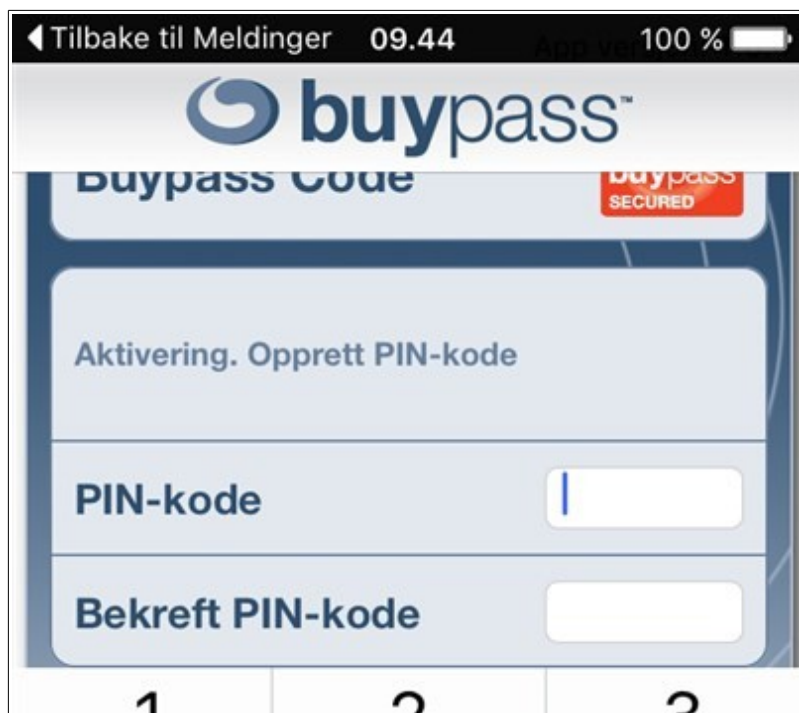 Tilbake til Meldinger 09.44 100 %
buypass™
Buypass Code
buypass
SECURED
Aktivering. Opprett PIN-kode
PIN-kode
Bekreft PIN-kode
1 2 3